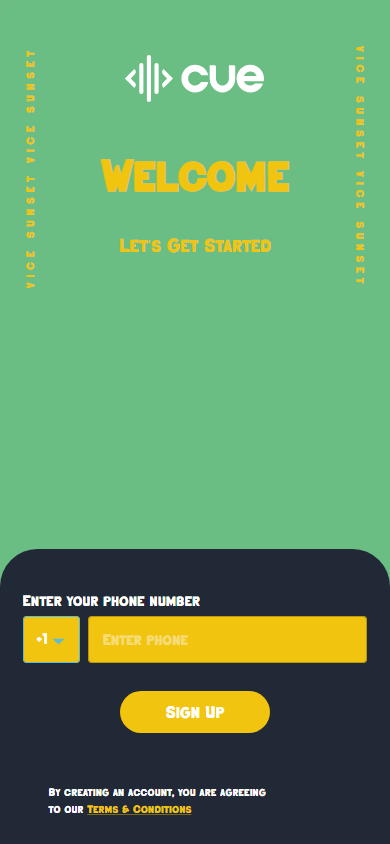 cue
VICE SUNSET VICE SUNSET
VICE SUNSET VICE SUNSET
WELCOME
LET'S GET STARTED
ENTER YOUR PHONE NUMBER
+1
ENTER PHONE
SIGN UP
BY CREATING AN ACCOUNT, YOU ARE AGREEING
TO OUR TERMS & CONDITIONS